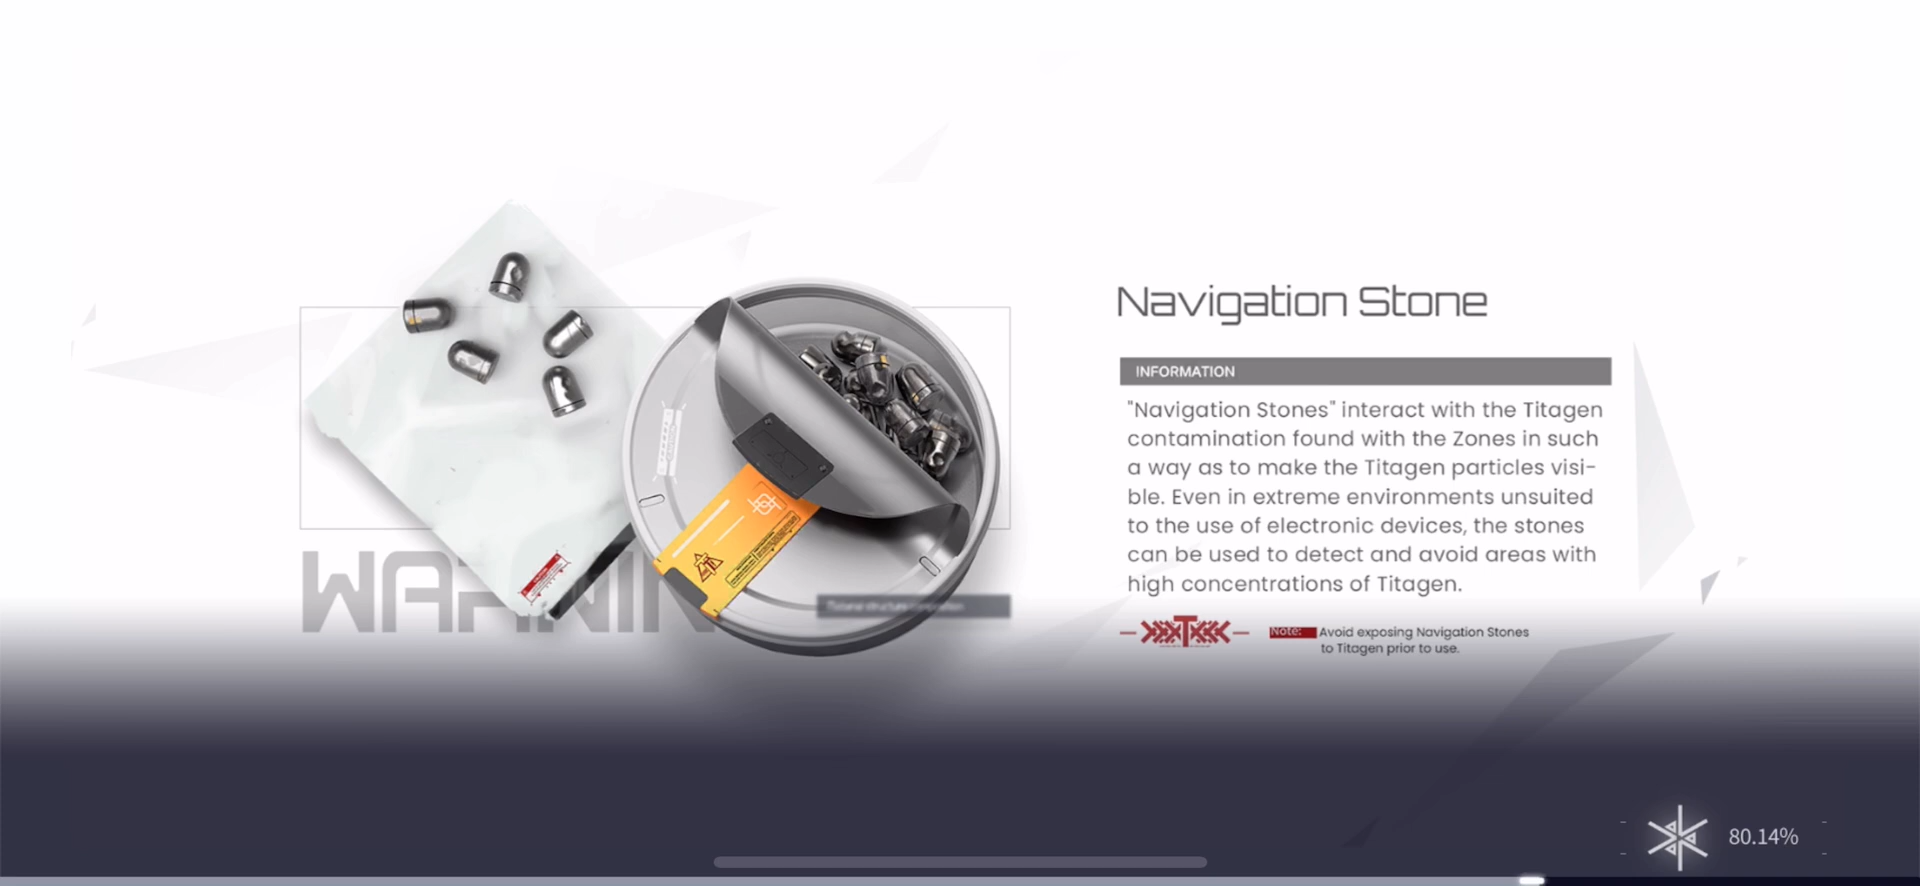 Navigation Stone
INFORMATION
"Navigation Stones" interact with the Titagen
contamination found with the Zones in such
a way as to make the Titagen particles visi-
ble. Even in extreme environments unsuited
to the use of electronic devices, the stones
can be used to detect and avoid areas with
high concentrations of Titagen.
Note: Avoid exposing Navigation Stones
to Titagen prior to use.
80.14%